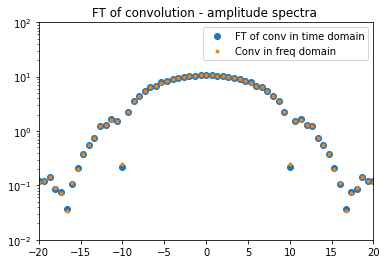 FT of convolution - amplitude spectra
FT of conv in time domain
Conv in freq domain
10²
10¹
10⁰
10⁻¹
10⁻²
−20 −15 −10 −5 0 5 10 15 20